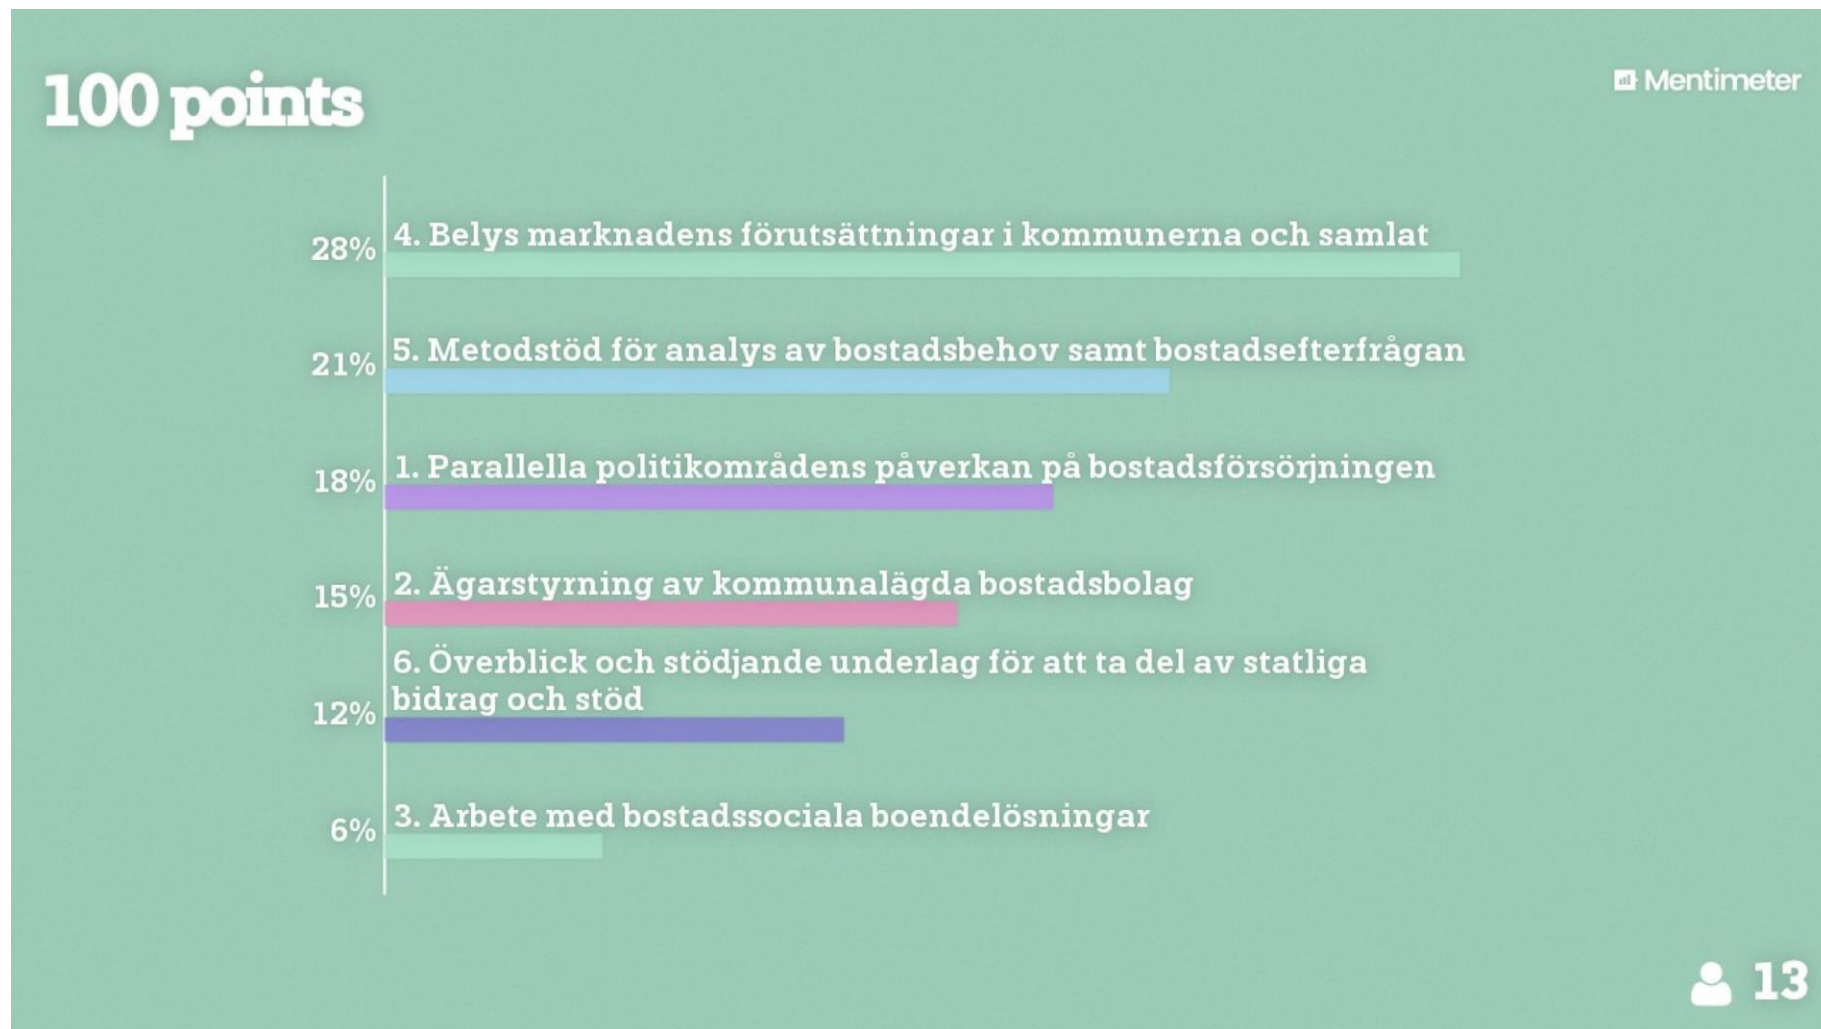 100 points
Mentimeter
28%
4. Belys marknadens förutsättningar i kommunerna och samlat
21%
5. Metodstöd för analys av bostadsbehov samt bostadsefterfrågan
18%
1. Parallella politikområdens påverkan på bostadsförsörjningen
15%
2. Ägarstyrning av kommunalägda bostadsbolag
12%
6. Överblick och stödjande underlag för att ta del av statliga
bidrag och stöd
6%
3. Arbete med bostadssociala boendelösningar
13